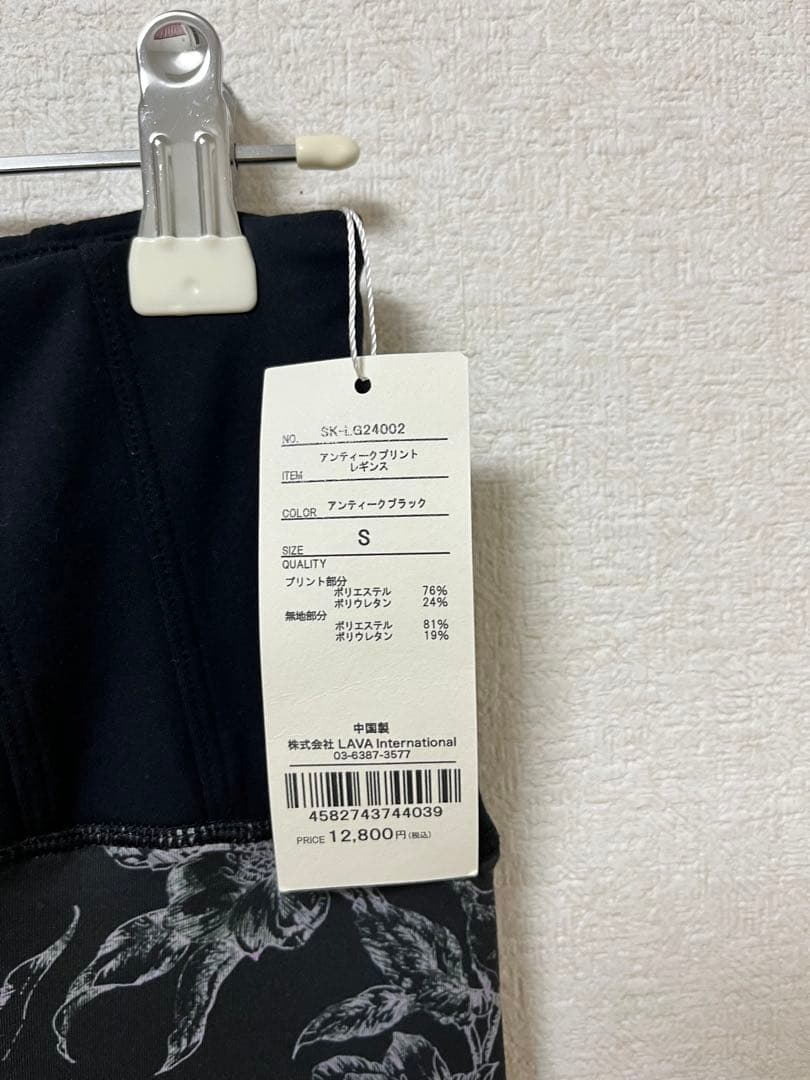 NO. SK-LG24002
アンティークプリント
レギンス
ITEM
COLOR アンティークブラック
SIZE S
QUALITY
プリント部分
ポリエステル 76%
ポリウレタン 24%
無地部分
ポリエステル 81%
ポリウレタン 19%
中国製
株式会社 LAVA International
03-6387-3577
4582743744039
PRICE 12,800円(税込)